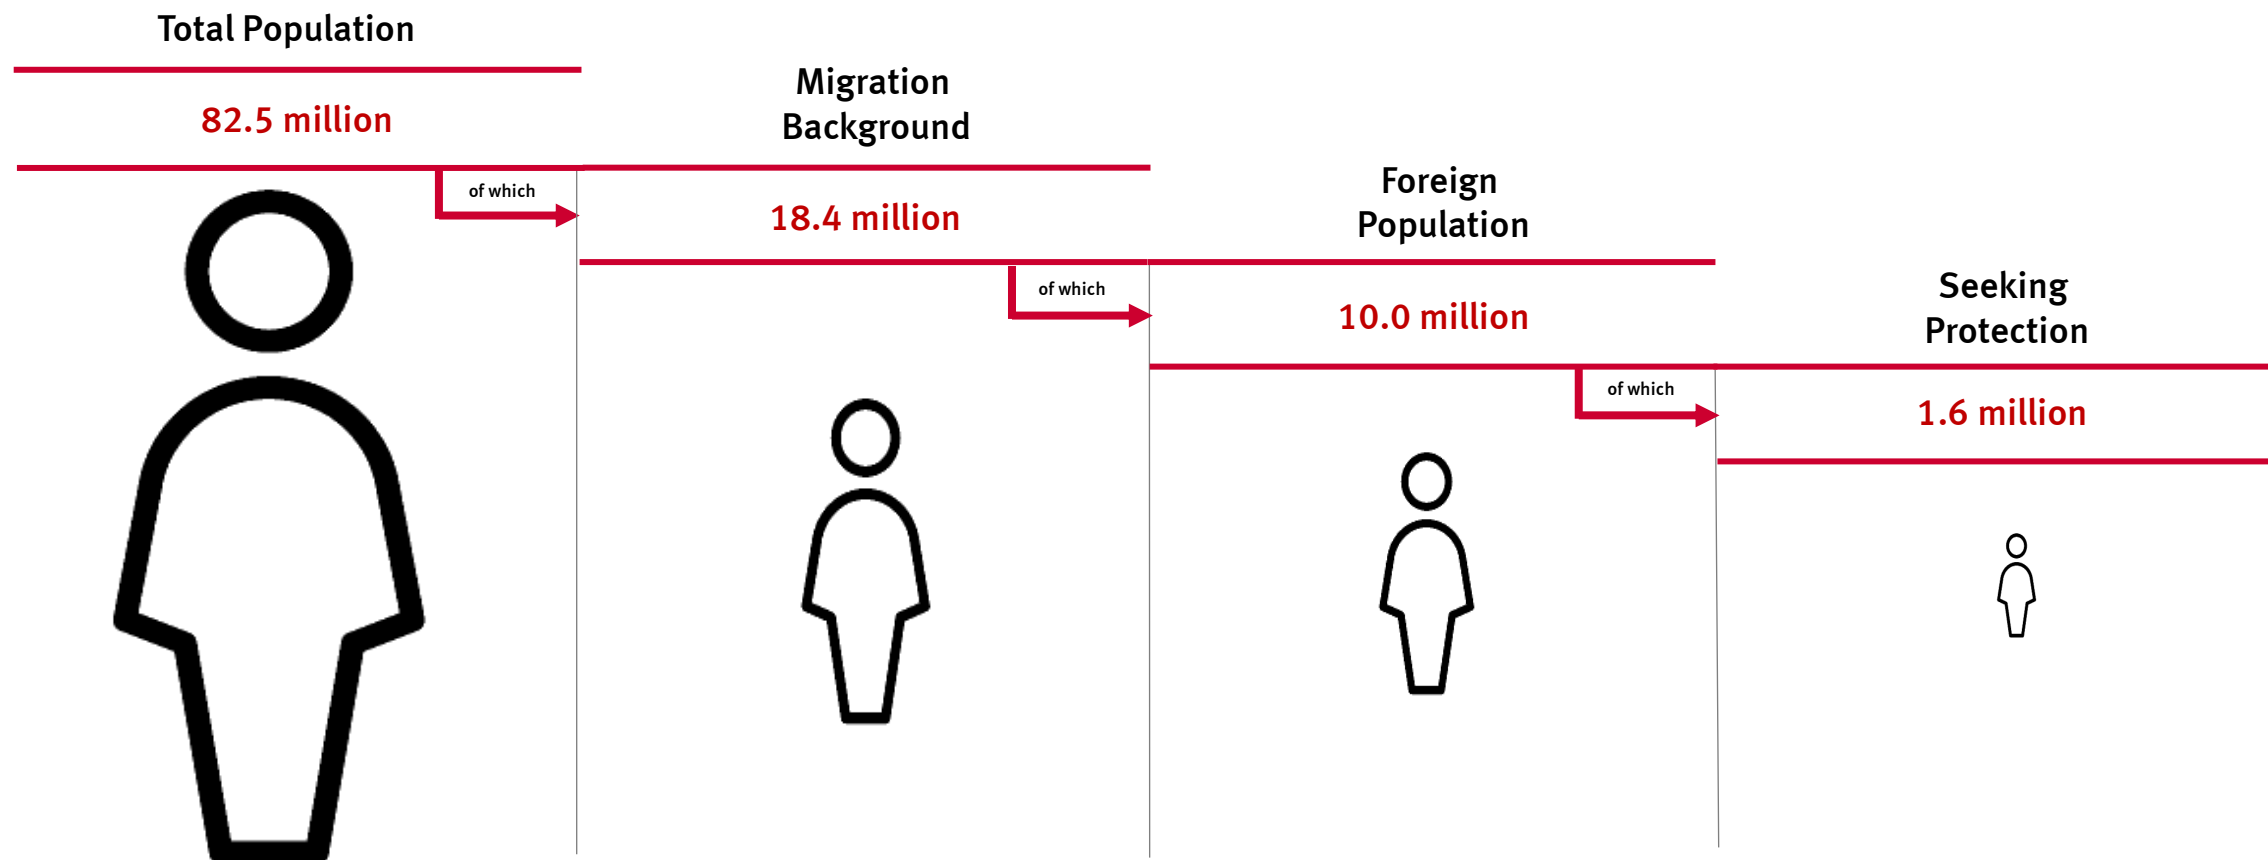 Total Population
82.5 million
of which
Migration
Background
18.4 million
of which
Foreign
Population
10.0 million
of which
Seeking
Protection
1.6 million